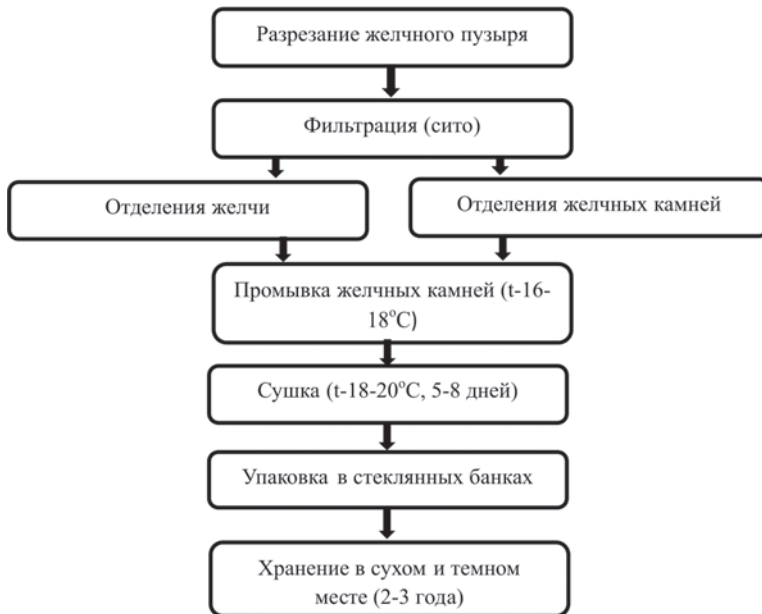 Разрезание желчного пузыря
Фильтрация (сито)
Отделения желчи
Отделения желчных камней
Промывка желчных камней (t-16-
18°С)
Сушка (t-18-20°С, 5-8 дней)
Упаковка в стеклянных банках
Хранение в сухом и темном
месте (2-3 года)